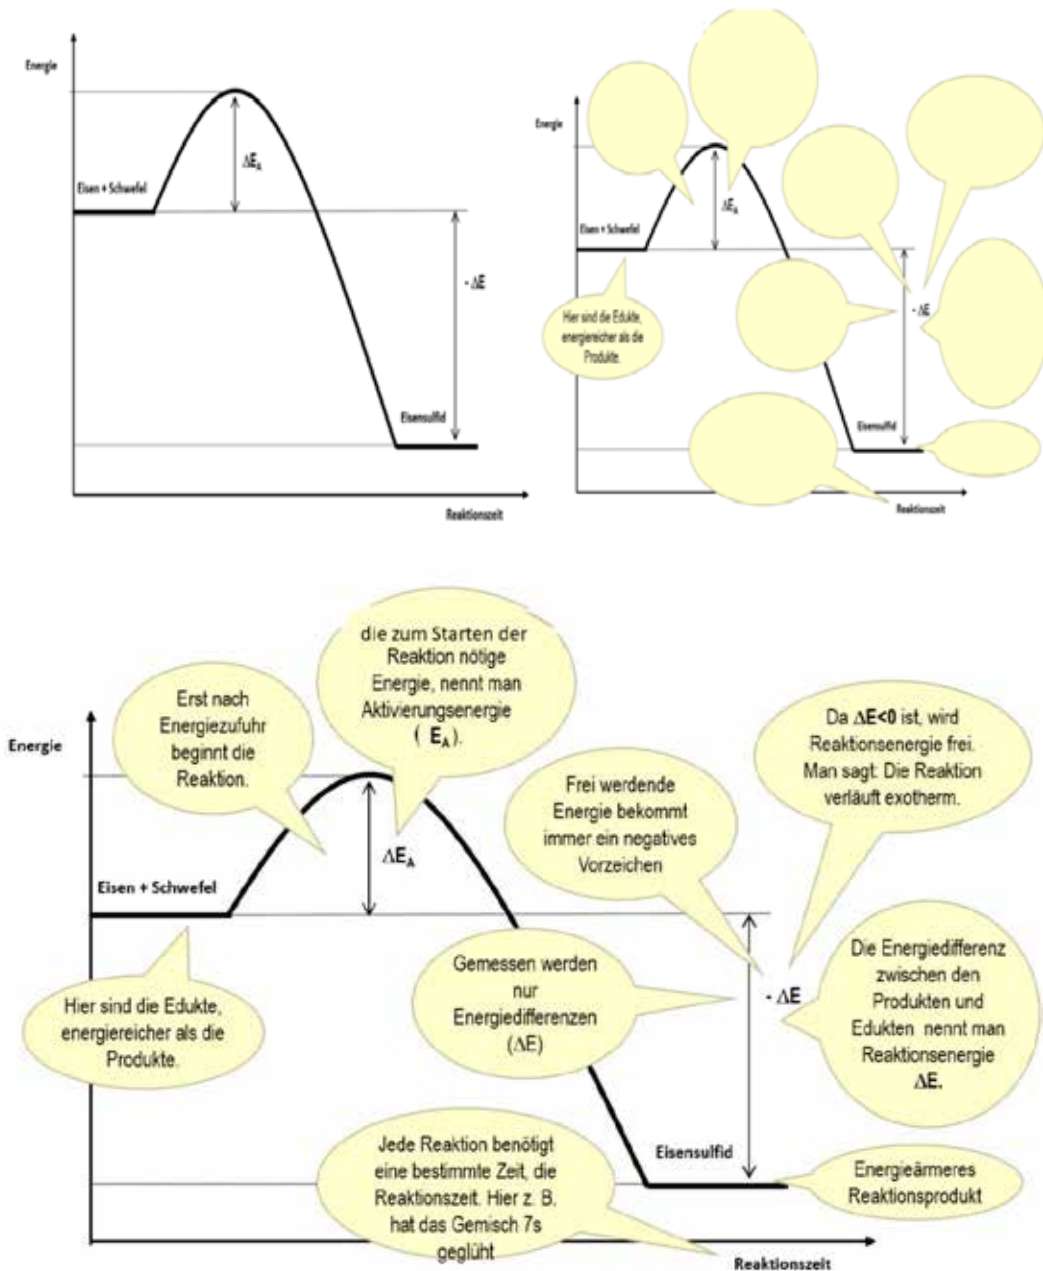 Energie
ΔE_A
Eisen + Schwefel
- ΔE
Eisensulfid
Reaktionszeit
Energie
ΔE_A
Eisen + Schwefel
Hier sind die Edukte,
energiereicher als die
Produkte.
- ΔE
Eisensulfid
Reaktionszeit
die zum Starten der
Reaktion nötige
Energie, nennt man
Aktivierungsenergie
( E_A).
Erst nach
Energiezufuhr
beginnt die
Reaktion.
Da ΔE<0 ist, wird
Reaktionsenergie frei.
Man sagt: Die Reaktion
verläuft exotherm.
Energie
Frei werdende
Energie bekommt
immer ein negatives
Vorzeichen
ΔE_A
Eisen + Schwefel
Die Energiedifferenz
zwischen den
Produkten und
Edukten nennt man
Reaktionsenergie
ΔE.
Gemessen werden
nur
Energiedifferenzen
(ΔE)
- ΔE
Hier sind die Edukte,
energiereicher als die
Produkte.
Jede Reaktion benötigt
eine bestimmte Zeit, die
Reaktionszeit. Hier z. B.
hat das Gemisch 7s
geglüht
Eisensulfid
Energieärmeres
Reaktionsprodukt
Reaktionszeit